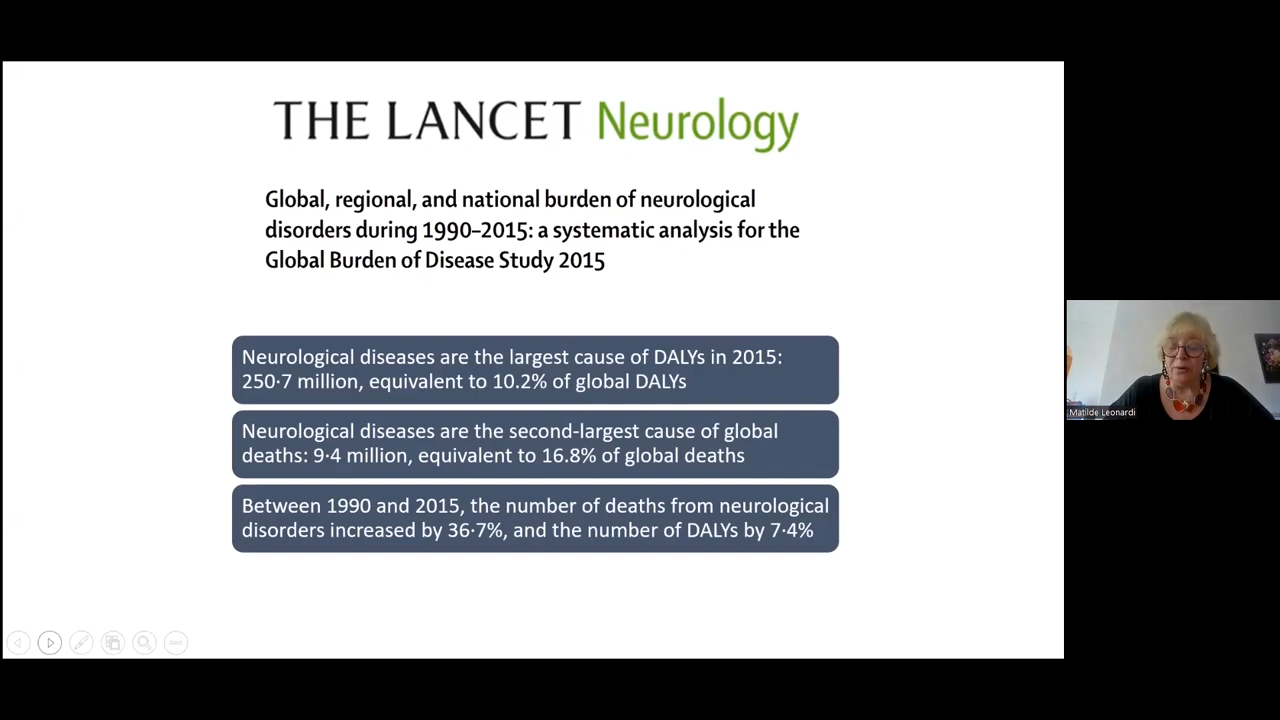 THE LANCET Neurology
Global, regional, and national burden of neurological
disorders during 1990–2015: a systematic analysis for the
Global Burden of Disease Study 2015
Neurological diseases are the largest cause of DALYs in 2015:
250·7 million, equivalent to 10.2% of global DALYs
Neurological diseases are the second-largest cause of global
deaths: 9·4 million, equivalent to 16.8% of global deaths
Between 1990 and 2015, the number of deaths from neurological
disorders increased by 36·7%, and the number of DALYs by 7·4%
Matilde Leonardi